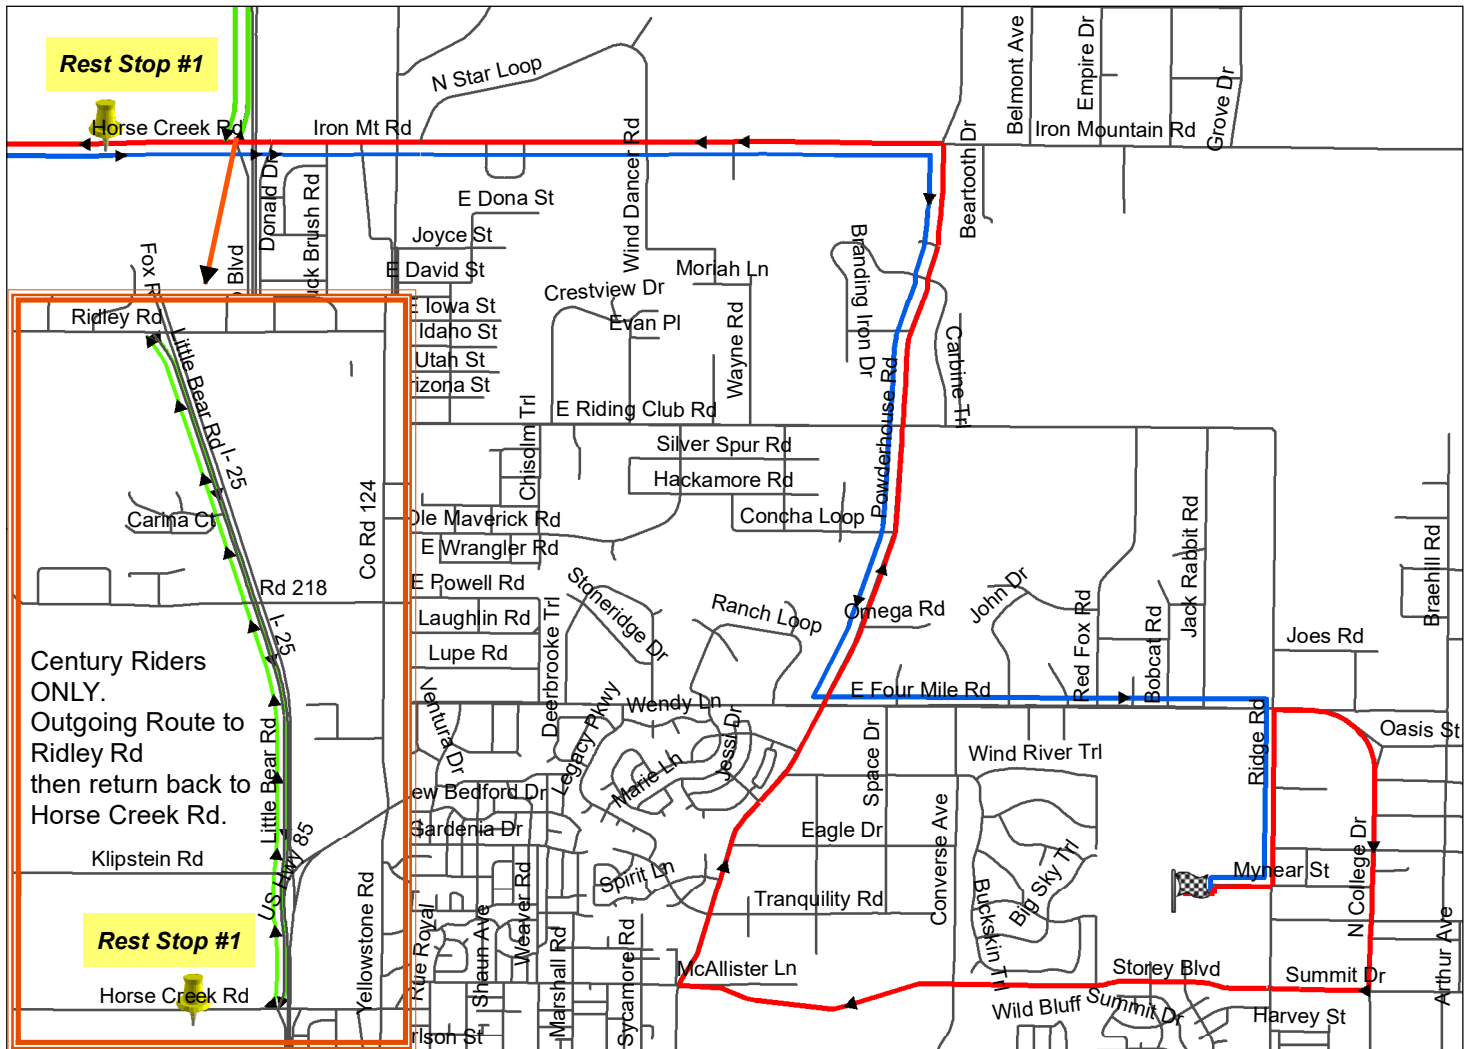 Rest Stop #1
N Star Loop
Belmont Ave
Empire Dr
Grove Dr
Horse Creek Rd
Iron Mt Rd
Iron Mountain Rd
Wind Dancer Rd
Beartooth Dr
Donald Dr
uck Brush Rd
E Dona St
Joyce St
E David St
Fox R
Blvd
Moriah Ln
Branding Iron Dr
Crestview Dr
E Iowa St
Ridley Rd
Evan Pl
Idaho St
Wayne Rd
Carbine Trl
Utah St
rizona St
Little Bear Rd
I- 25
Powderhouse Rd
E Riding Club Rd
Chisolm Trl
Silver Spur Rd
Hackamore Rd
Concha Loop
Carina Ct
Co Rd 124
Ole Maverick Rd
E Wrangler Rd
Jack Rabbit Rd
Braehill Rd
Rd 218
E Powell Rd
Stoneridge Dr
John Dr
Laughlin Rd
Deerbrooke Trl
Ranch Loop
Omega Rd
Red Fox Rd
Bobcat Rd
Joes Rd
I- 25
Lupe Rd
Century Riders
ONLY.
Outgoing Route to
Ridley Rd
then return back to
Horse Creek Rd.
Ventura Dr
Legacy Pkwy
Wendy Ln
E Four Mile Rd
Ridge Rd
Oasis St
Little Bear Rd
Jessi Dr
Marie Ln
Space Dr
Wind River Trl
ew Bedford Dr
Gardenia Dr
Eagle Dr
Converse Ave
Big Sky Trl
N College Dr
US Hwy 85
Klipstein Rd
Spirit Ln
Mynear St
Tranquility Rd
Buckskin Trl
Weaver Rd
Yellowstone Rd
Rue Royal
Shaun Ave
Marshall Rd
Sycamore Rd
Arthur Ave
Rest Stop #1
McAllister Ln
Storey Blvd
Summit Dr
Horse Creek Rd
Wild Bluff
Summit Dr
Harvey St
rlson St